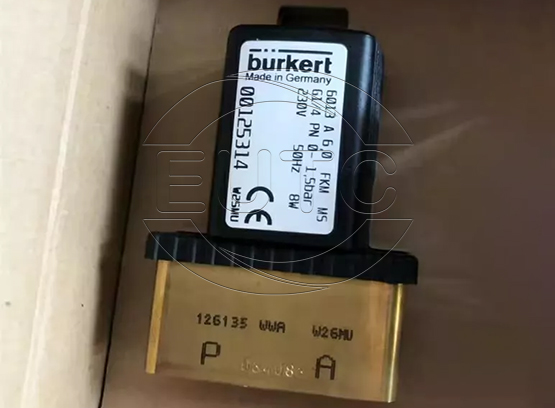 bürkert
Made in Germany
00125314
W25MU
6013 A 6,0 FKM MS
G1/4 PN 0-1,5bar
230V 50Hz 8W
CE
126135 WWA W26MU
P A